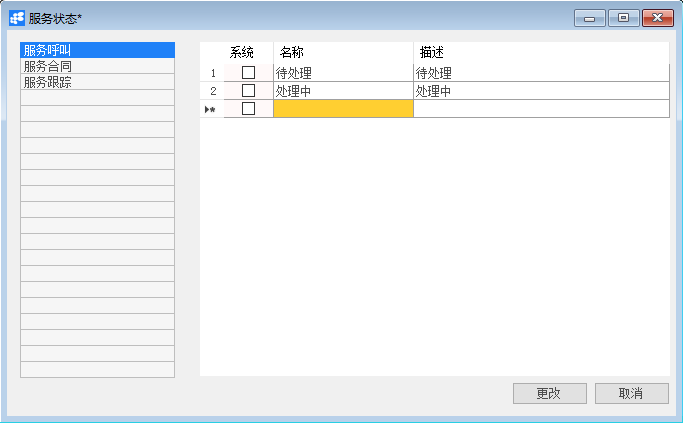 服务状态*
服务呼叫
服务合同
服务跟踪
系统 名称 描述
1 待处理 待处理
2 处理中 处理中
*
更改 取消